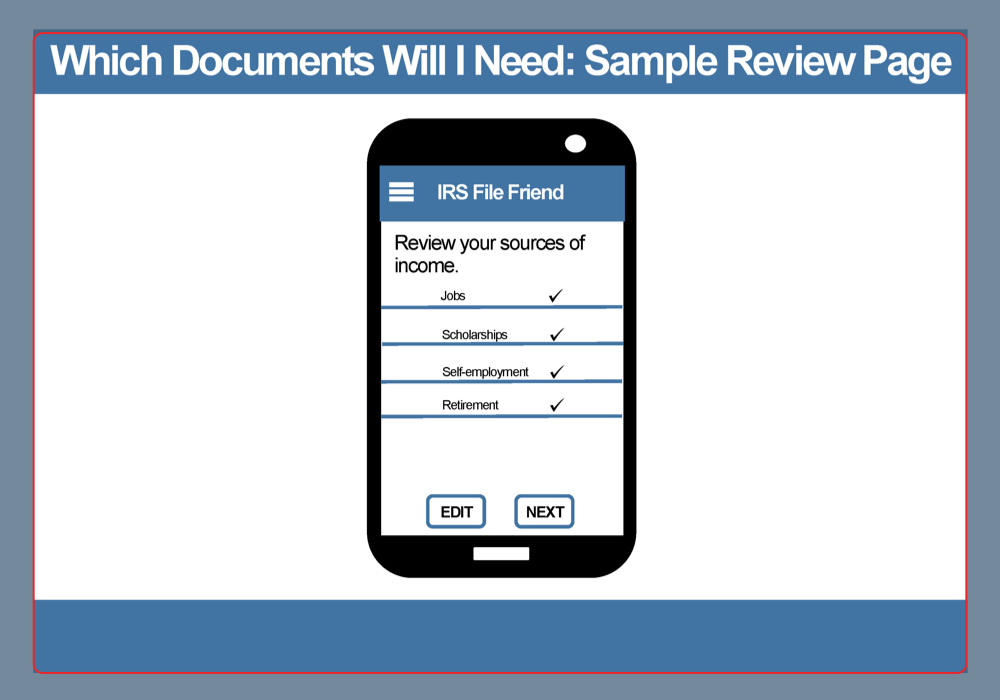 Which Documents Will I Need: Sample Review Page
IRS File Friend
Review your sources of
income.
Jobs ✓
Scholarships ✓
Self-employment ✓
Retirement ✓
EDIT NEXT